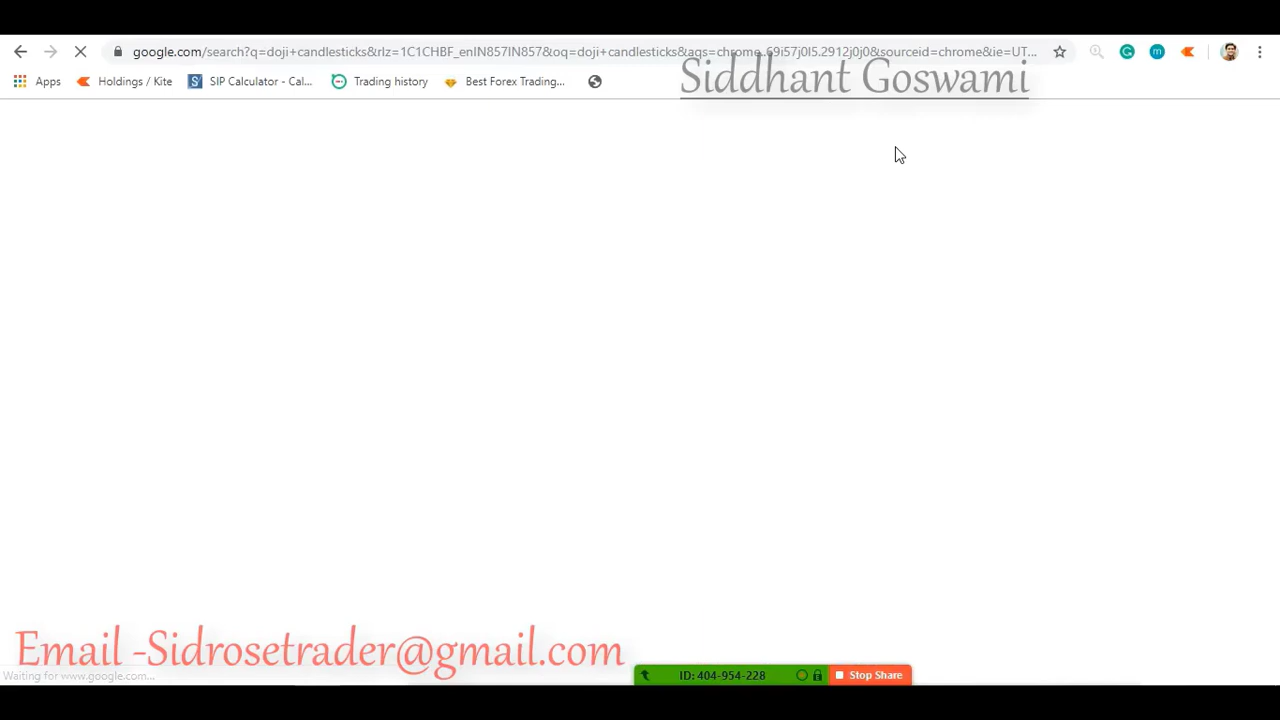 google.com/search?q=doji+candlesticks&rlz=1C1CHBF_enIN857IN857&oq=doji+candlesticks&aqs=chrome..69i57j0l5.2912j0j0&sourceid=chrome&ie=UT...
Apps Holdings / Kite SIP Calculator - Cal... Trading history Best Forex Trading...
Siddhant Goswami
Email -Sidrosetrader@gmail.com
Waiting for www.google.com...
ID: 404-954-228 Stop Share